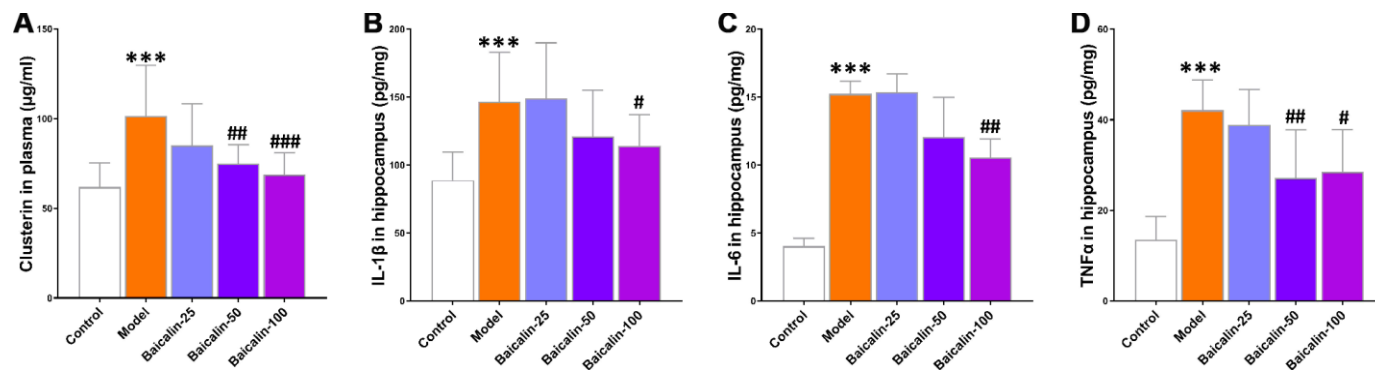 A
Clusterin in plasma (μg/ml)
150
100
50
0
***
##
###
Control
Model
Baicalin-25
Baicalin-50
Baicalin-100
B
IL-1β in hippocampus (pg/mg)
200
150
100
50
0
***
#
Control
Model
Baicalin-25
Baicalin-50
Baicalin-100
C
IL-6 in hippocampus (pg/mg)
20
15
10
5
0
***
##
Control
Model
Baicalin-25
Baicalin-50
Baicalin-100
D
TNFα in hippocampus (pg/mg)
60
40
20
0
***
##
#
Control
Model
Baicalin-25
Baicalin-50
Baicalin-100